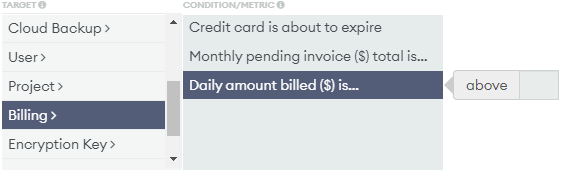 TARGET
CONDITION/METRIC
Cloud Backup >
User >
Project >
Billing >
Encryption Key >
Credit card is about to expire
Monthly pending invoice ($) total is...
Daily amount billed ($) is...
above